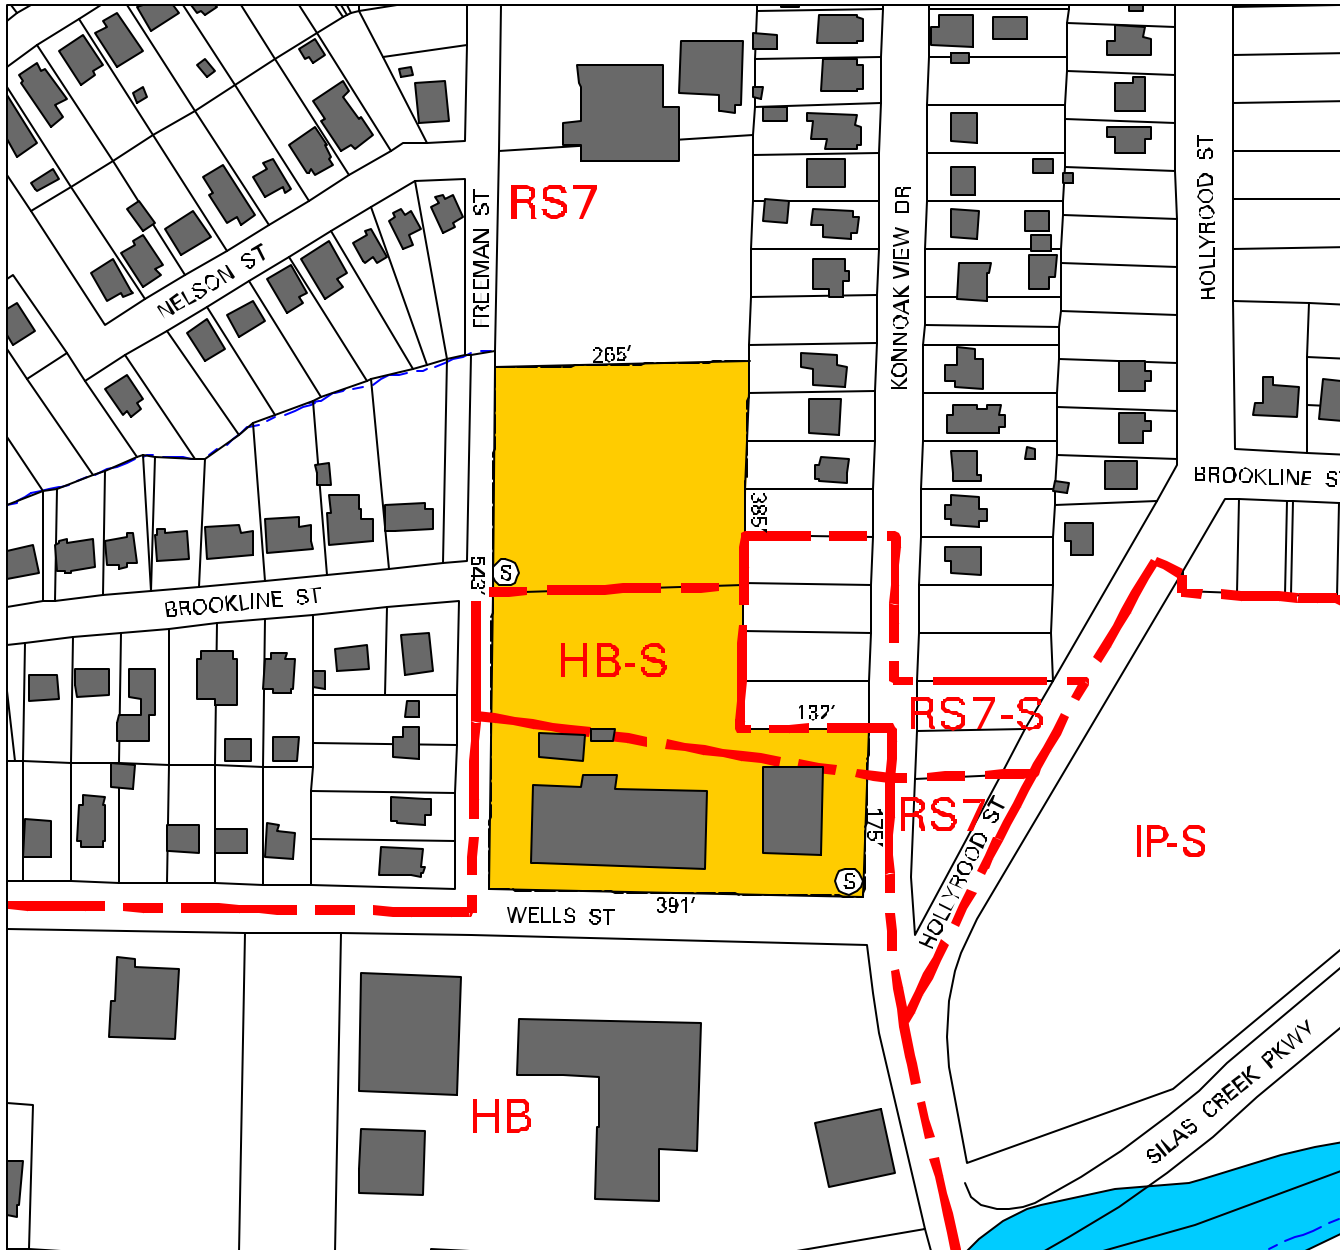 RS7
FREEMAN ST
NELSON ST
KONNOAK VIEW DR
HOLLYROOD ST
265'
BROOKLINE ST
385'
543'
S
BROOKLINE ST
HB-S
132'
RS7-S
RS7
175'
HOLLYROOD ST
IP-S
S
391'
WELLS ST
HB
SILAS CREEK PKWY